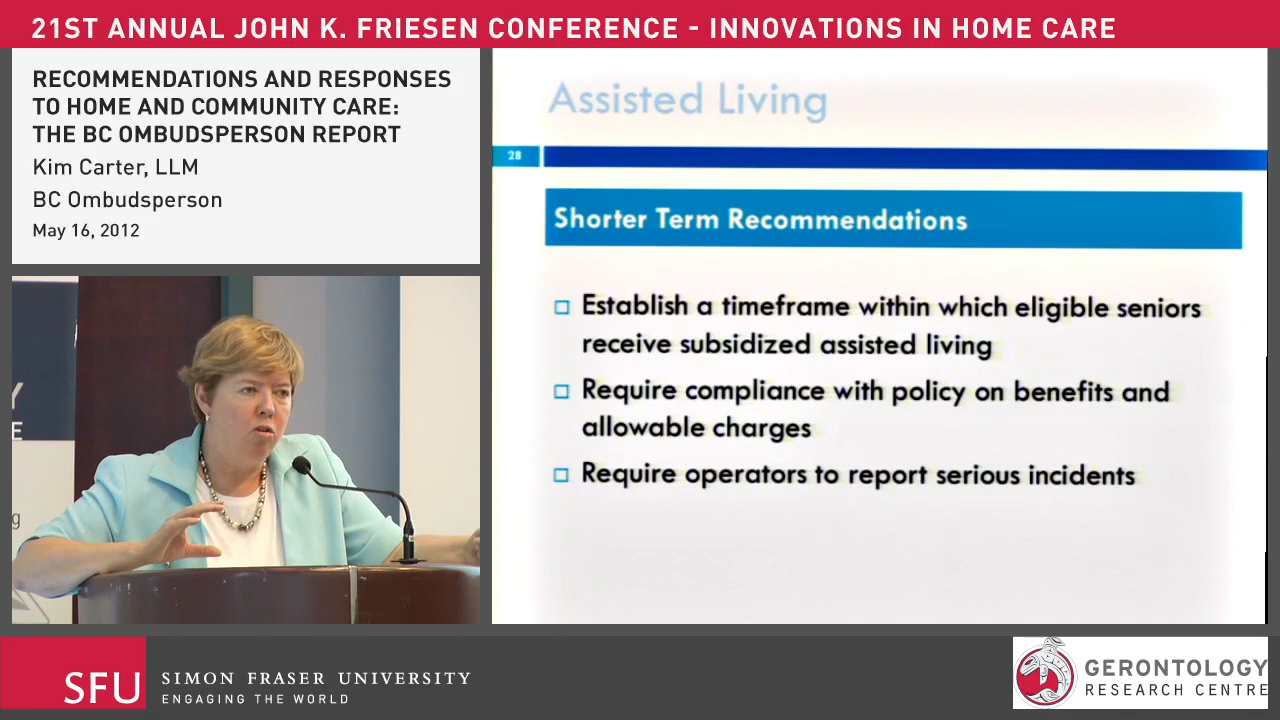 21ST ANNUAL JOHN K. FRIESEN CONFERENCE - INNOVATIONS IN HOME CARE
RECOMMENDATIONS AND RESPONSES
TO HOME AND COMMUNITY CARE:
THE BC OMBUDSPERSON REPORT
Kim Carter, LLM
BC Ombudsperson
May 16, 2012
Assisted Living
28
Shorter Term Recommendations
Establish a timeframe within which eligible seniors
receive subsidized assisted living
Require compliance with policy on benefits and
allowable charges
Require operators to report serious incidents
SFU
SIMON FRASER UNIVERSITY
ENGAGING THE WORLD
GERONTOLOGY
RESEARCH CENTRE